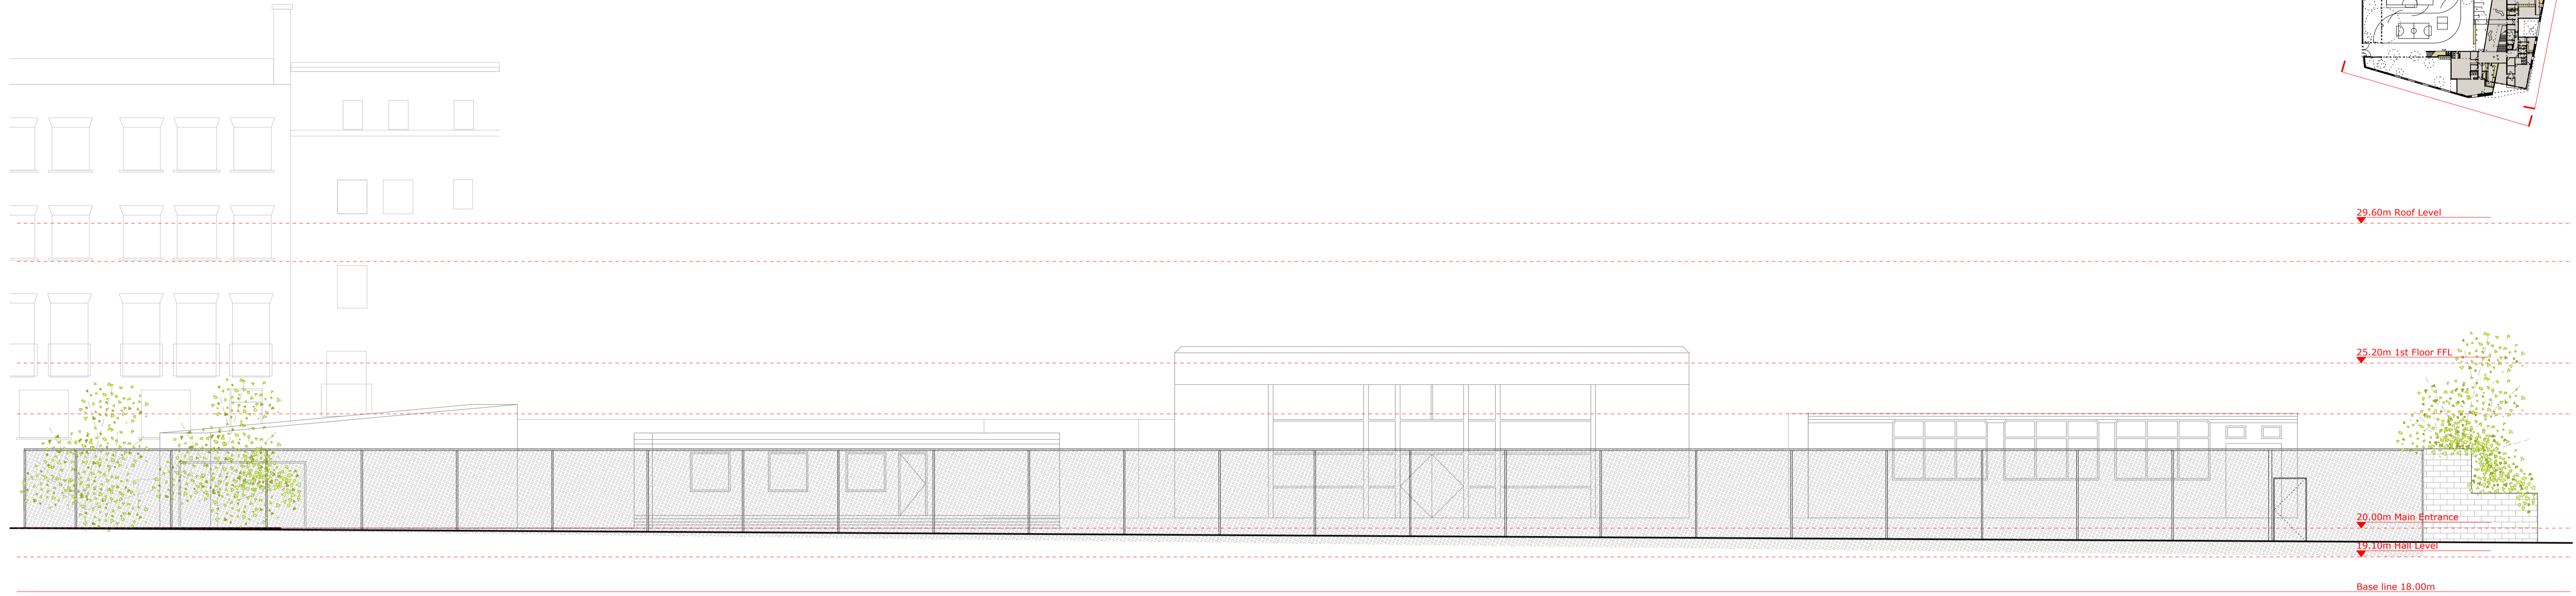 29.60m Roof Level
25.20m 1st Floor FFL
20.00m Main Entrance
19.10m Hall Level
Base line 18.00m